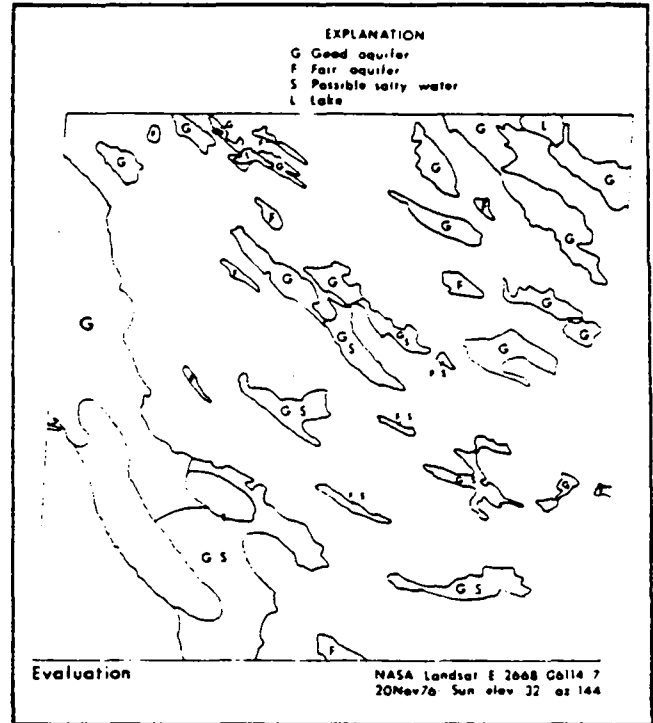 EXPLANATION
G Good aquifer
F Fair aquifer
S Possible salty water
L Lake
G
G
L
G
G
G
G
F
G
G
F
G
G
F
G
G
G
G S
G S
G
F S
G S
F S
G
G
F S
G S
G S
F
Evaluation
NASA Landsat E 2668 G6114 7
20Nov76 Sun elev 32 az 144